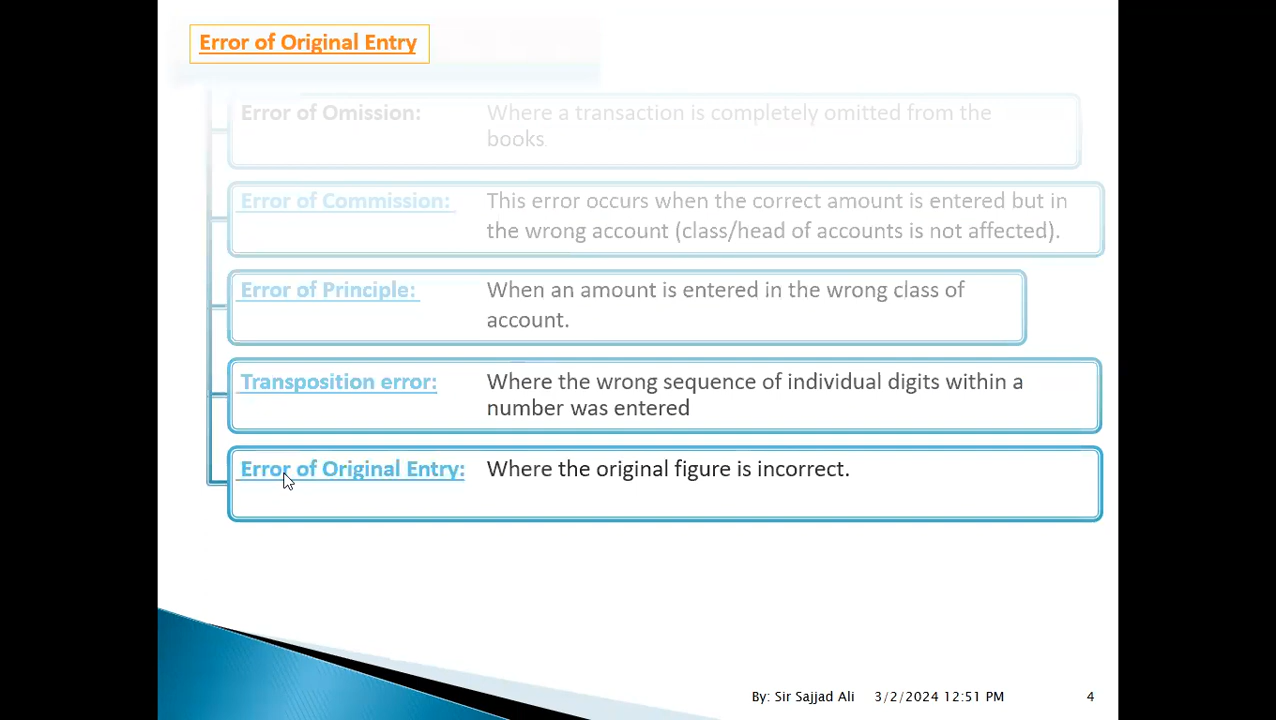 Error of Original Entry
Error of Omission: Where a transaction is completely omitted from the
books.
Error of Commission: This error occurs when the correct amount is entered but in
the wrong account (class/head of accounts is not affected).
Error of Principle: When an amount is entered in the wrong class of
account.
Transposition error: Where the wrong sequence of individual digits within a
number was entered
Error of Original Entry: Where the original figure is incorrect.
By: Sir Sajjad Ali 3/2/2024 12:51 PM 4